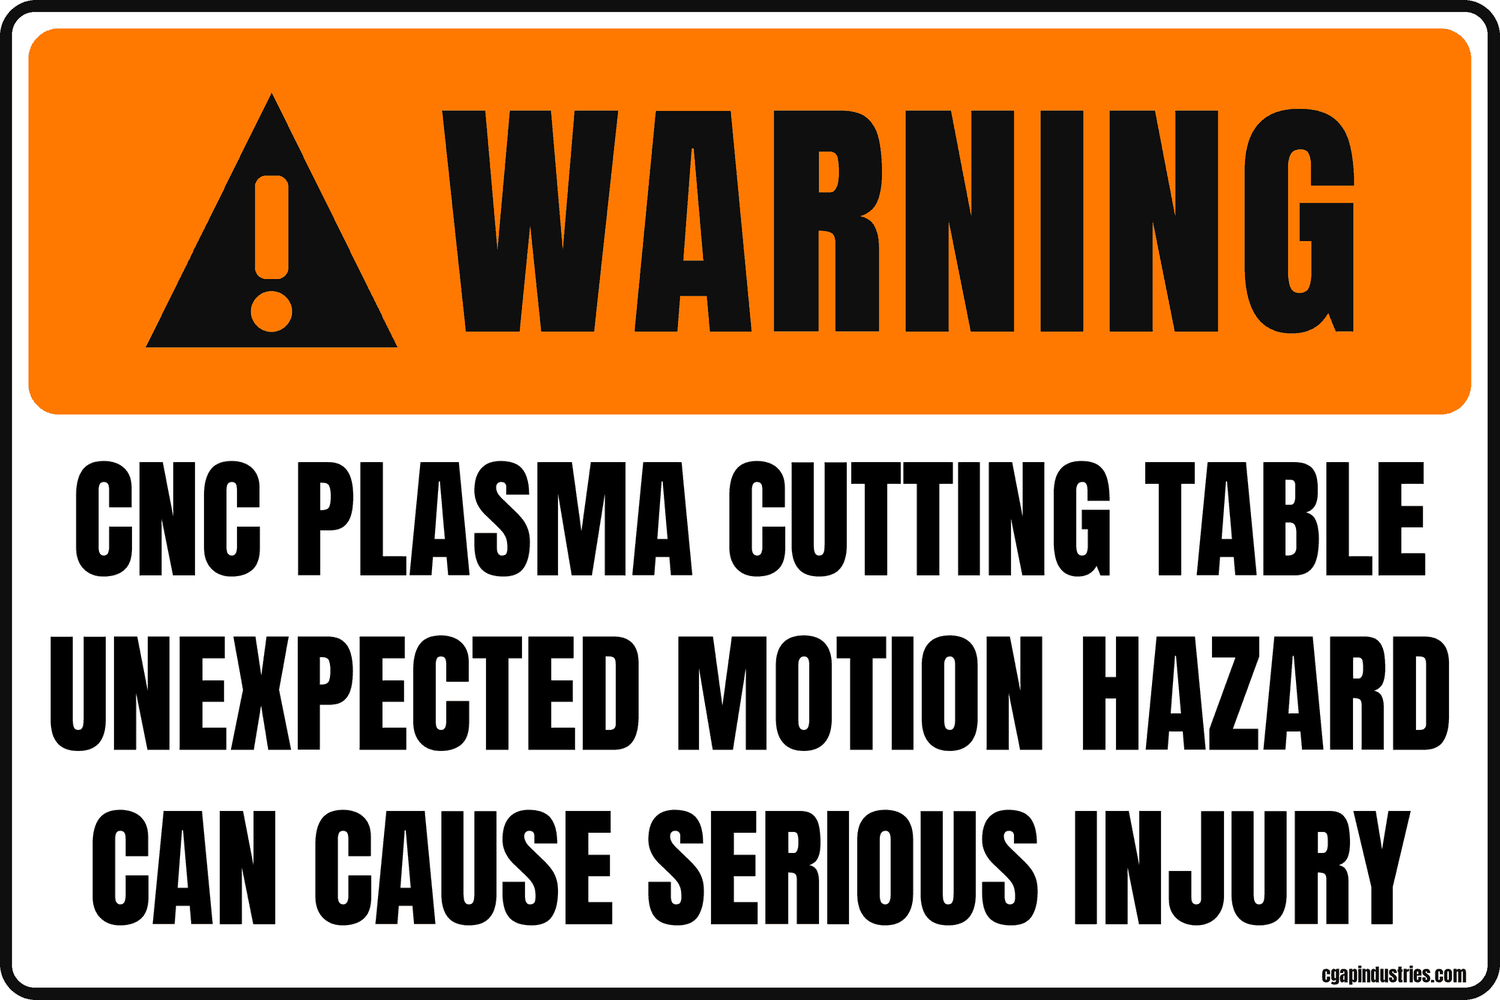 WARNING
CNC PLASMA CUTTING TABLE
UNEXPECTED MOTION HAZARD
CAN CAUSE SERIOUS INJURY
cgapindustries.com